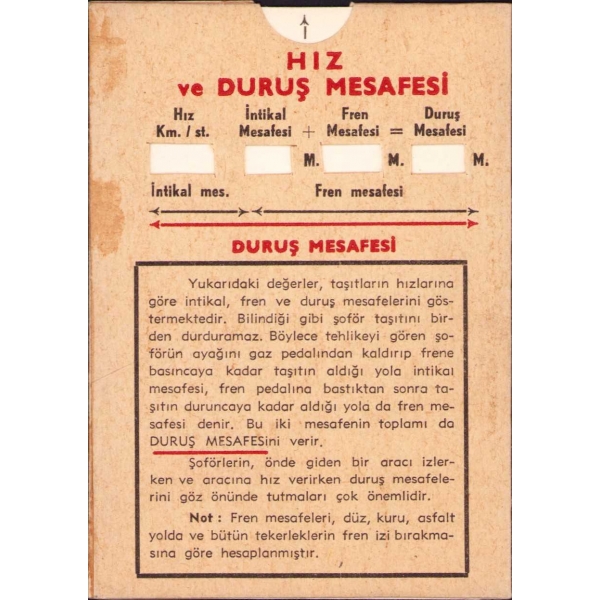 HIZ
ve DURUŞ MESAFESİ
Hız İntikal Fren Duruş
Km. / st. Mesafesi + Mesafesi = Mesafesi
M. M. M.
İntikal mes. Fren mesafesi
DURUŞ MESAFESİ
Yukarıdaki değerler, taşıtların hızlarına
göre intikal, fren ve duruş mesafelerini gös-
termektedir. Bilindiği gibi şoför taşıtını bir-
den durduramaz. Böylece tehlikeyi gören şo-
förün ayağını gaz pedalından kaldırıp frene
basıncaya kadar taşıtın aldığı yola intikal
mesafesi, fren pedalına bastıktan sonra ta-
şıtın duruncaya kadar aldığı yola da fren me-
safesi denir. Bu iki mesafenin toplamı da
DURUŞ MESAFESini verir.
Şoförlerin, önde giden bir aracı izler-
ken ve aracına hız verirken duruş mesafele-
rini göz önünde tutmaları çok önemlidir.
Not : Fren mesafeleri, düz, kuru, asfalt
yolda ve bütün tekerleklerin fren izi bırakma-
sına göre hesaplanmıştır.